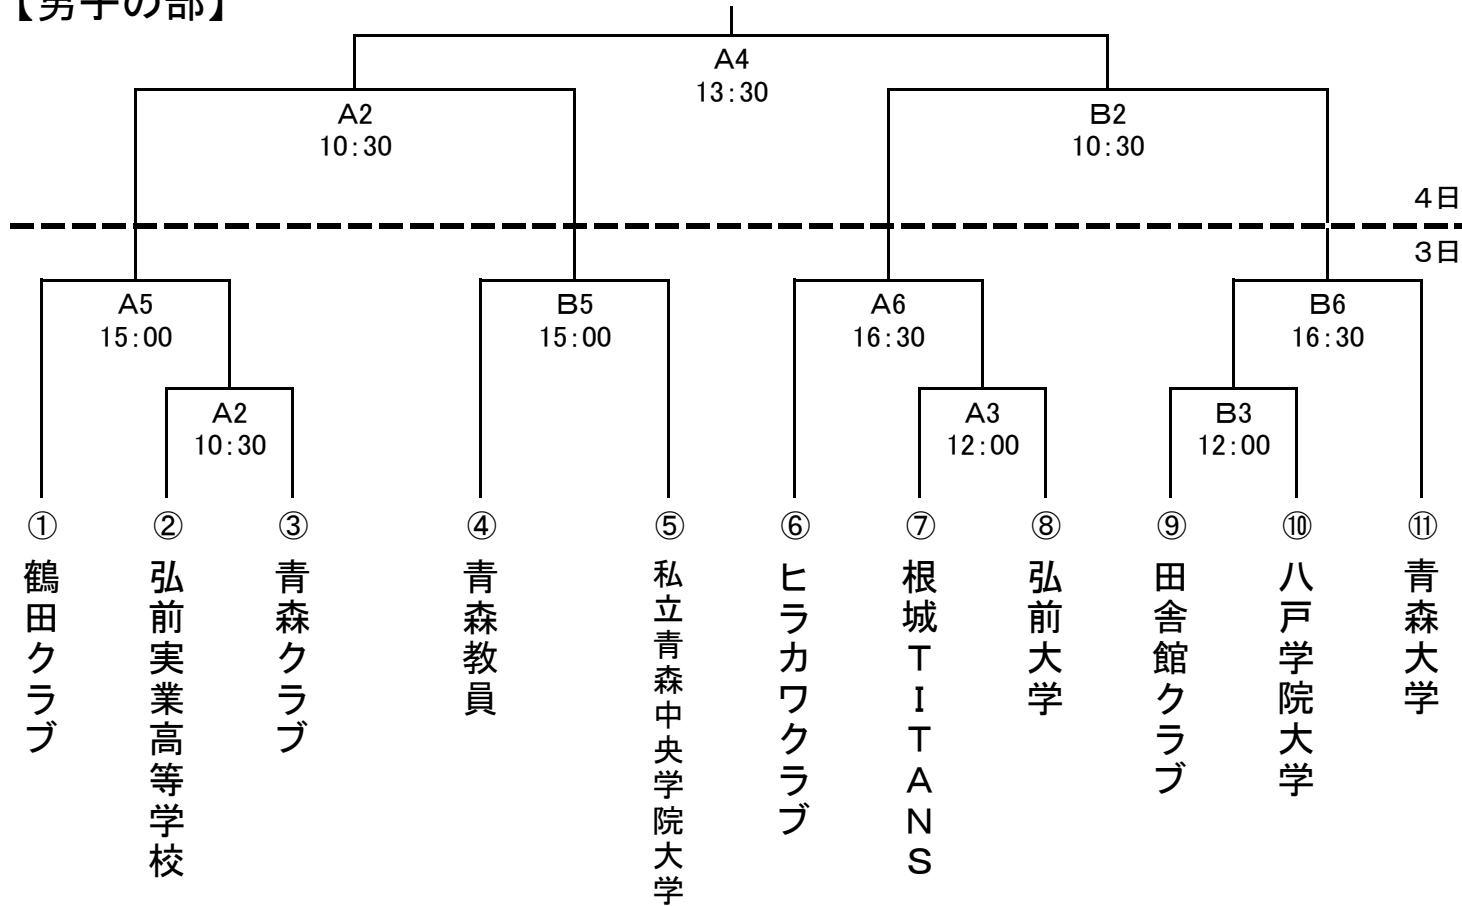 【男子の部】
A4
13:30
A2
10:30
B2
10:30
4日
3日
A5
15:00
B5
15:00
A6
16:30
B6
16:30
A2
10:30
A3
12:00
B3
12:00
①
鶴田クラブ
②
弘前実業高等学校
③
青森クラブ
④
青森教員
⑤
私立青森中央学院大学
⑥
ヒラカワクラブ
⑦
根城TITANS
⑧
弘前大学
⑨
田舎館クラブ
⑩
八戸学院大学
⑪
青森大学